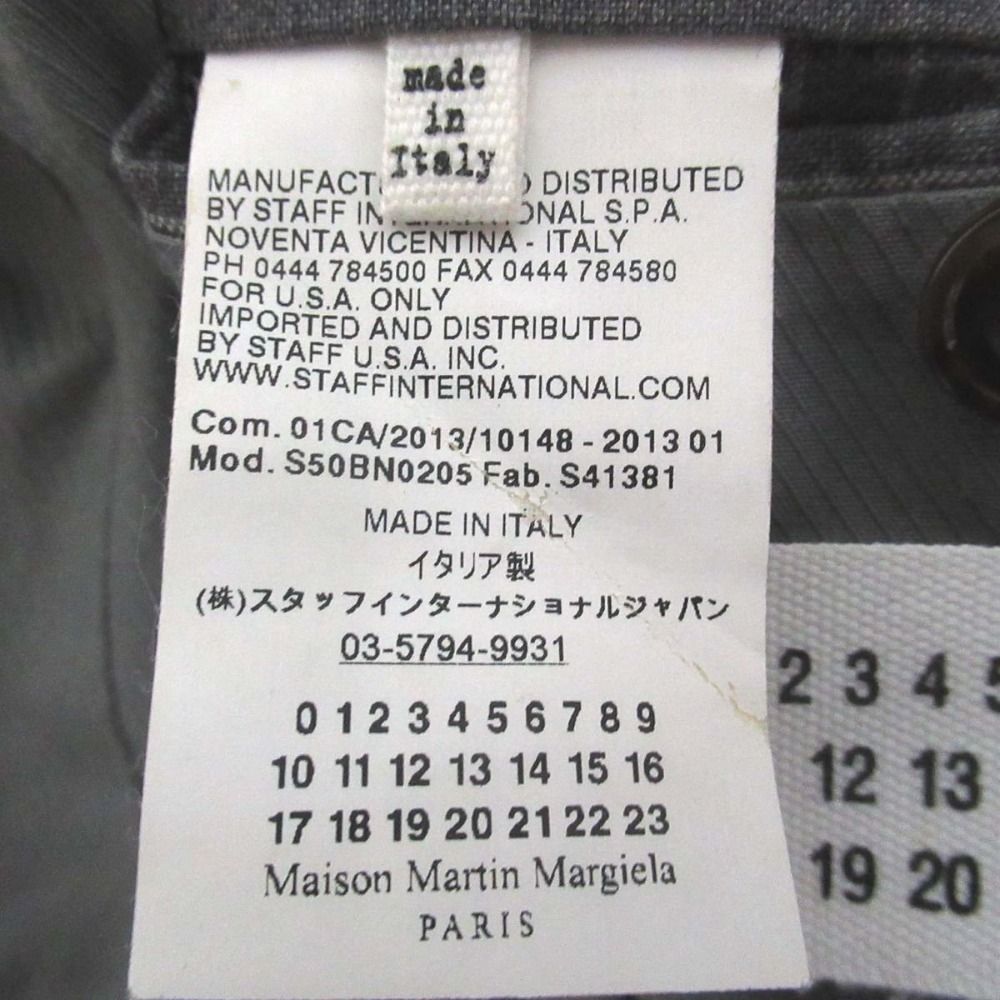 made
in
Italy
MANUFACT DISTRIBUTED
BY STAFF IN NAL S.P.A.
NOVENTA VICENTINA - ITALY
PH 0444 784500 FAX 0444 784580
FOR U.S.A. ONLY
IMPORTED AND DISTRIBUTED
BY STAFF U.S.A. INC.
WWW.STAFFINTERNATIONAL.COM
Com. 01CA/2013/10148 - 2013 01
Mod. S50BN0205 Fab. S41381
MADE IN ITALY
イタリア製
(株)スタッフインターナショナルジャパン
03-5794-9931
0 1 2 3 4 5 6 7 8 9
10 11 12 13 14 15 16
17 18 19 20 21 22 23
Maison Martin Margiela
PARIS
2 3 4 5
12 13
19 20